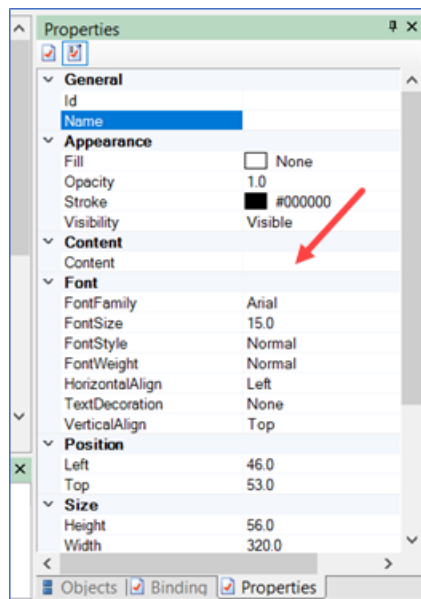 Properties
General
Id
Name
Appearance
Fill None
Opacity 1.0
Stroke #000000
Visibility Visible
Content
Content
Font
FontFamily Arial
FontSize 15.0
FontStyle Normal
FontWeight Normal
HorizontalAlign Left
TextDecoration None
VerticalAlign Top
Position
Left 46.0
Top 53.0
Size
Height 56.0
Width 320.0
Objects Binding Properties